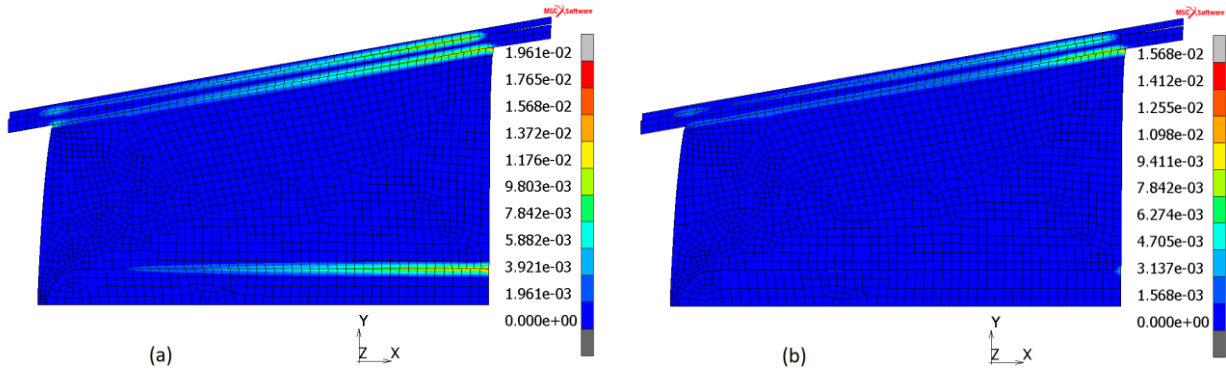 MSC Software
1.961e-02
1.765e-02
1.568e-02
1.372e-02
1.176e-02
9.803e-03
7.842e-03
5.882e-03
3.921e-03
1.961e-03
0.000e+00
Y
Z X
(a)
MSC Software
1.568e-02
1.412e-02
1.255e-02
1.098e-02
9.411e-03
7.842e-03
6.274e-03
4.705e-03
3.137e-03
1.568e-03
0.000e+00
Y
Z X
(b)